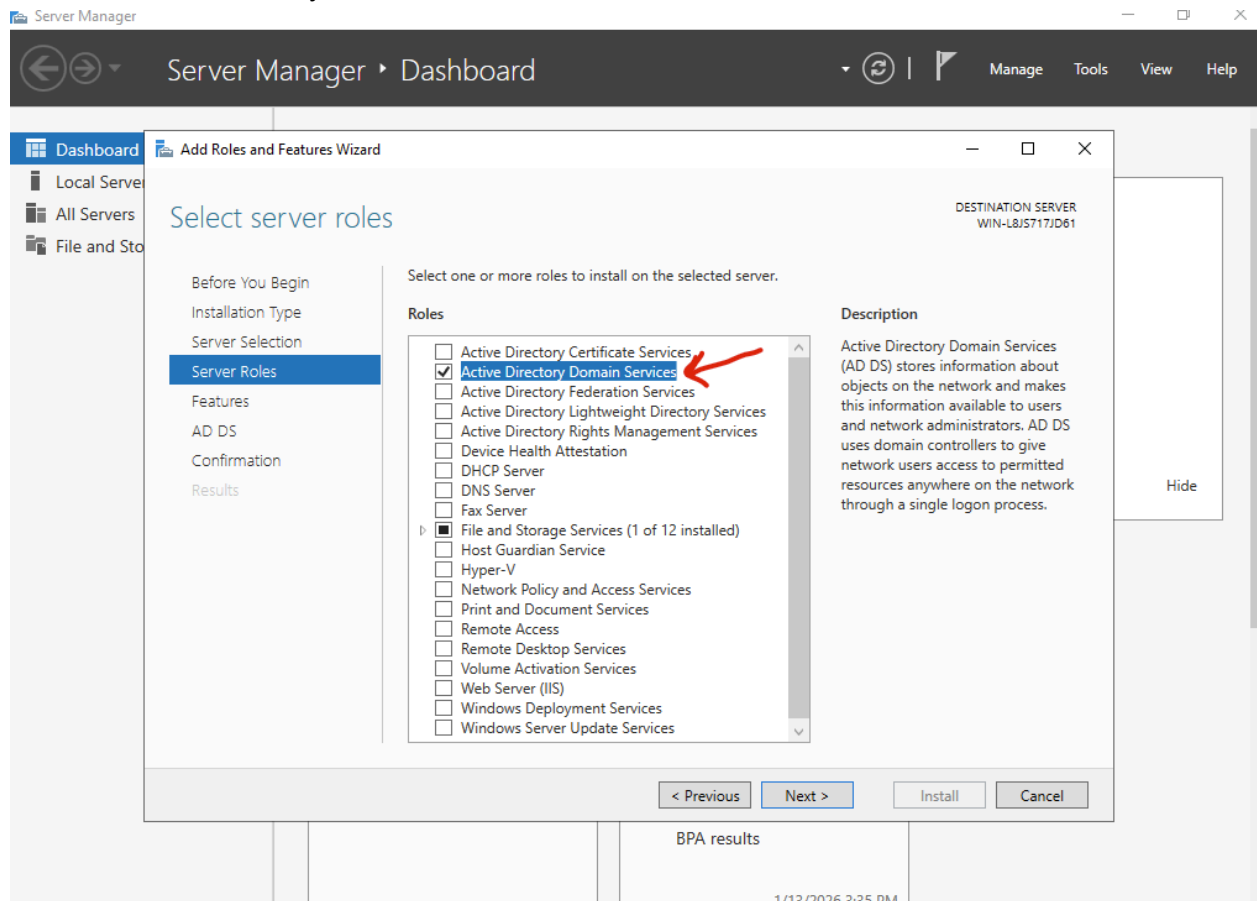 Server Manager
Server Manager ‣ Dashboard
Manage Tools View Help
Dashboard
Local Server
All Servers
File and Sto
Add Roles and Features Wizard
Select server roles
DESTINATION SERVER
WIN-L8JS717JD61
Before You Begin
Installation Type
Server Selection
Server Roles
Features
AD DS
Confirmation
Results
Select one or more roles to install on the selected server.
Roles
Active Directory Certificate Services
Active Directory Domain Services
Active Directory Federation Services
Active Directory Lightweight Directory Services
Active Directory Rights Management Services
Device Health Attestation
DHCP Server
DNS Server
Fax Server
File and Storage Services (1 of 12 installed)
Host Guardian Service
Hyper-V
Network Policy and Access Services
Print and Document Services
Remote Access
Remote Desktop Services
Volume Activation Services
Web Server (IIS)
Windows Deployment Services
Windows Server Update Services
Description
Active Directory Domain Services
(AD DS) stores information about
objects on the network and makes
this information available to users
and network administrators. AD DS
uses domain controllers to give
network users access to permitted
resources anywhere on the network
through a single logon process.
Hide
< Previous
Next >
Install
Cancel
BPA results
1/13/2026 3:35 PM